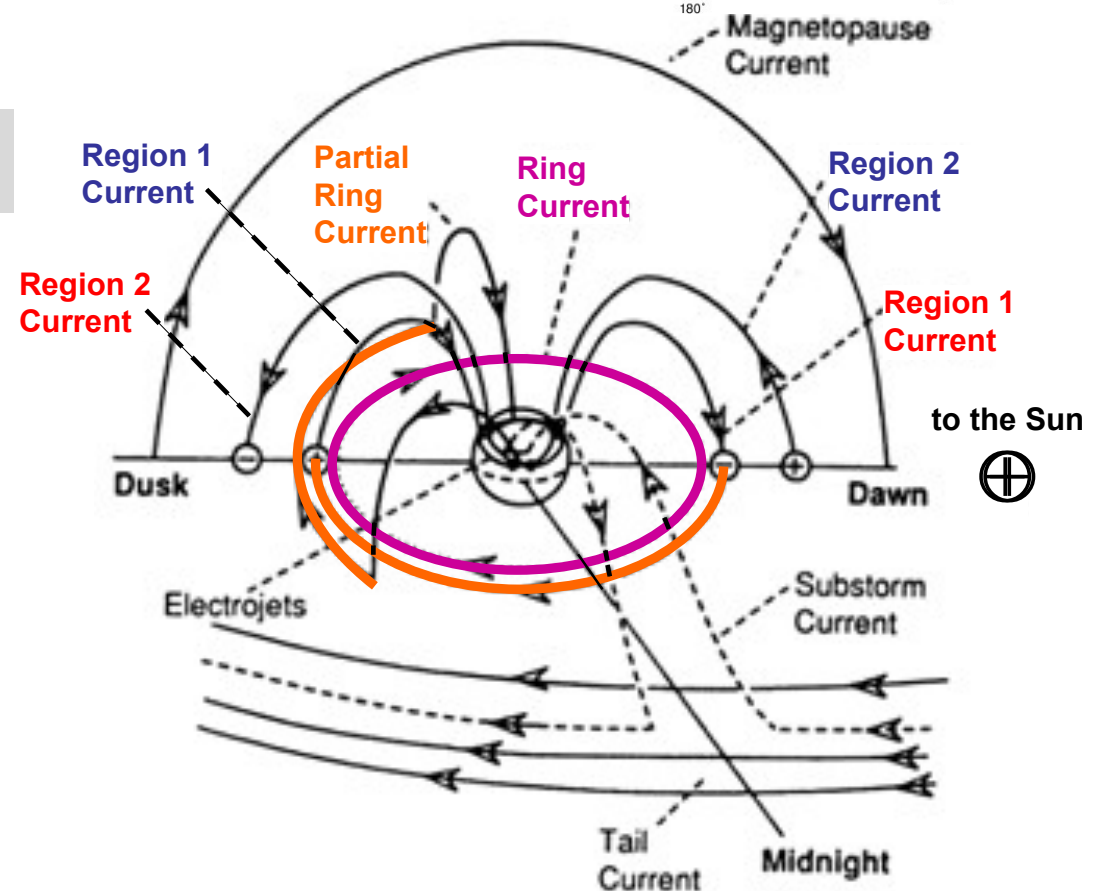 180°
Magnetopause
Current
Region 1
Current
Partial
Ring
Current
Ring
Current
Region 2
Current
Region 2
Current
Region 1
Current
to the Sun
Dusk
Dawn
Electrojets
Substorm
Current
Tail
Current
Midnight